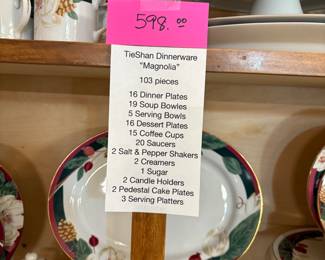 598.00
TieShan Dinnerware
"Magnolia"
103 pieces
16 Dinner Plates
19 Soup Bowles
5 Serving Bowls
16 Dessert Plates
15 Coffee Cups
20 Saucers
2 Salt & Pepper Shakers
2 Creamers
1 Sugar
2 Candle Holders
2 Pedestal Cake Plates
3 Serving Platters